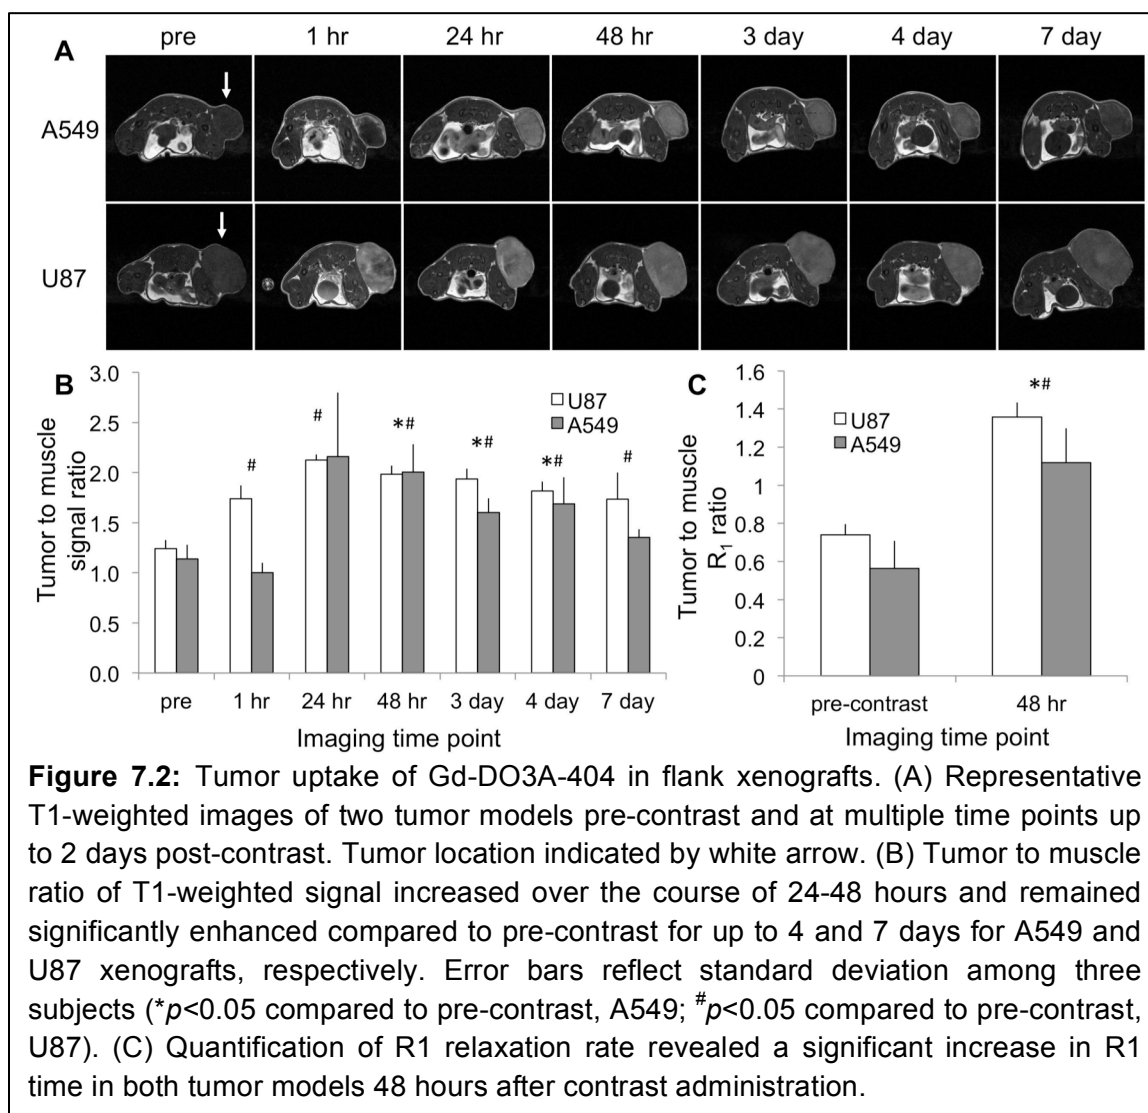 pre 1 hr 24 hr 48 hr 3 day 4 day 7 day
A
A549
U87
B
3.0
2.5
2.0
1.5
1.0
0.5
0.0
Tumor to muscle
signal ratio
U87
A549
# # *# *# *# #
pre 1 hr 24 hr 48 hr 3 day 4 day 7 day
Imaging time point
C
1.6
1.4
1.2
1
0.8
0.6
0.4
0.2
0
Tumor to muscle
R₁ ratio
U87
A549
*#
pre-contrast 48 hr
Imaging time point
Figure 7.2: Tumor uptake of Gd-DO3A-404 in flank xenografts. (A) Representative
T1-weighted images of two tumor models pre-contrast and at multiple time points up
to 2 days post-contrast. Tumor location indicated by white arrow. (B) Tumor to muscle
ratio of T1-weighted signal increased over the course of 24-48 hours and remained
significantly enhanced compared to pre-contrast for up to 4 and 7 days for A549 and
U87 xenografts, respectively. Error bars reflect standard deviation among three
subjects (*p<0.05 compared to pre-contrast, A549; #p<0.05 compared to pre-contrast,
U87). (C) Quantification of R1 relaxation rate revealed a significant increase in R1
time in both tumor models 48 hours after contrast administration.